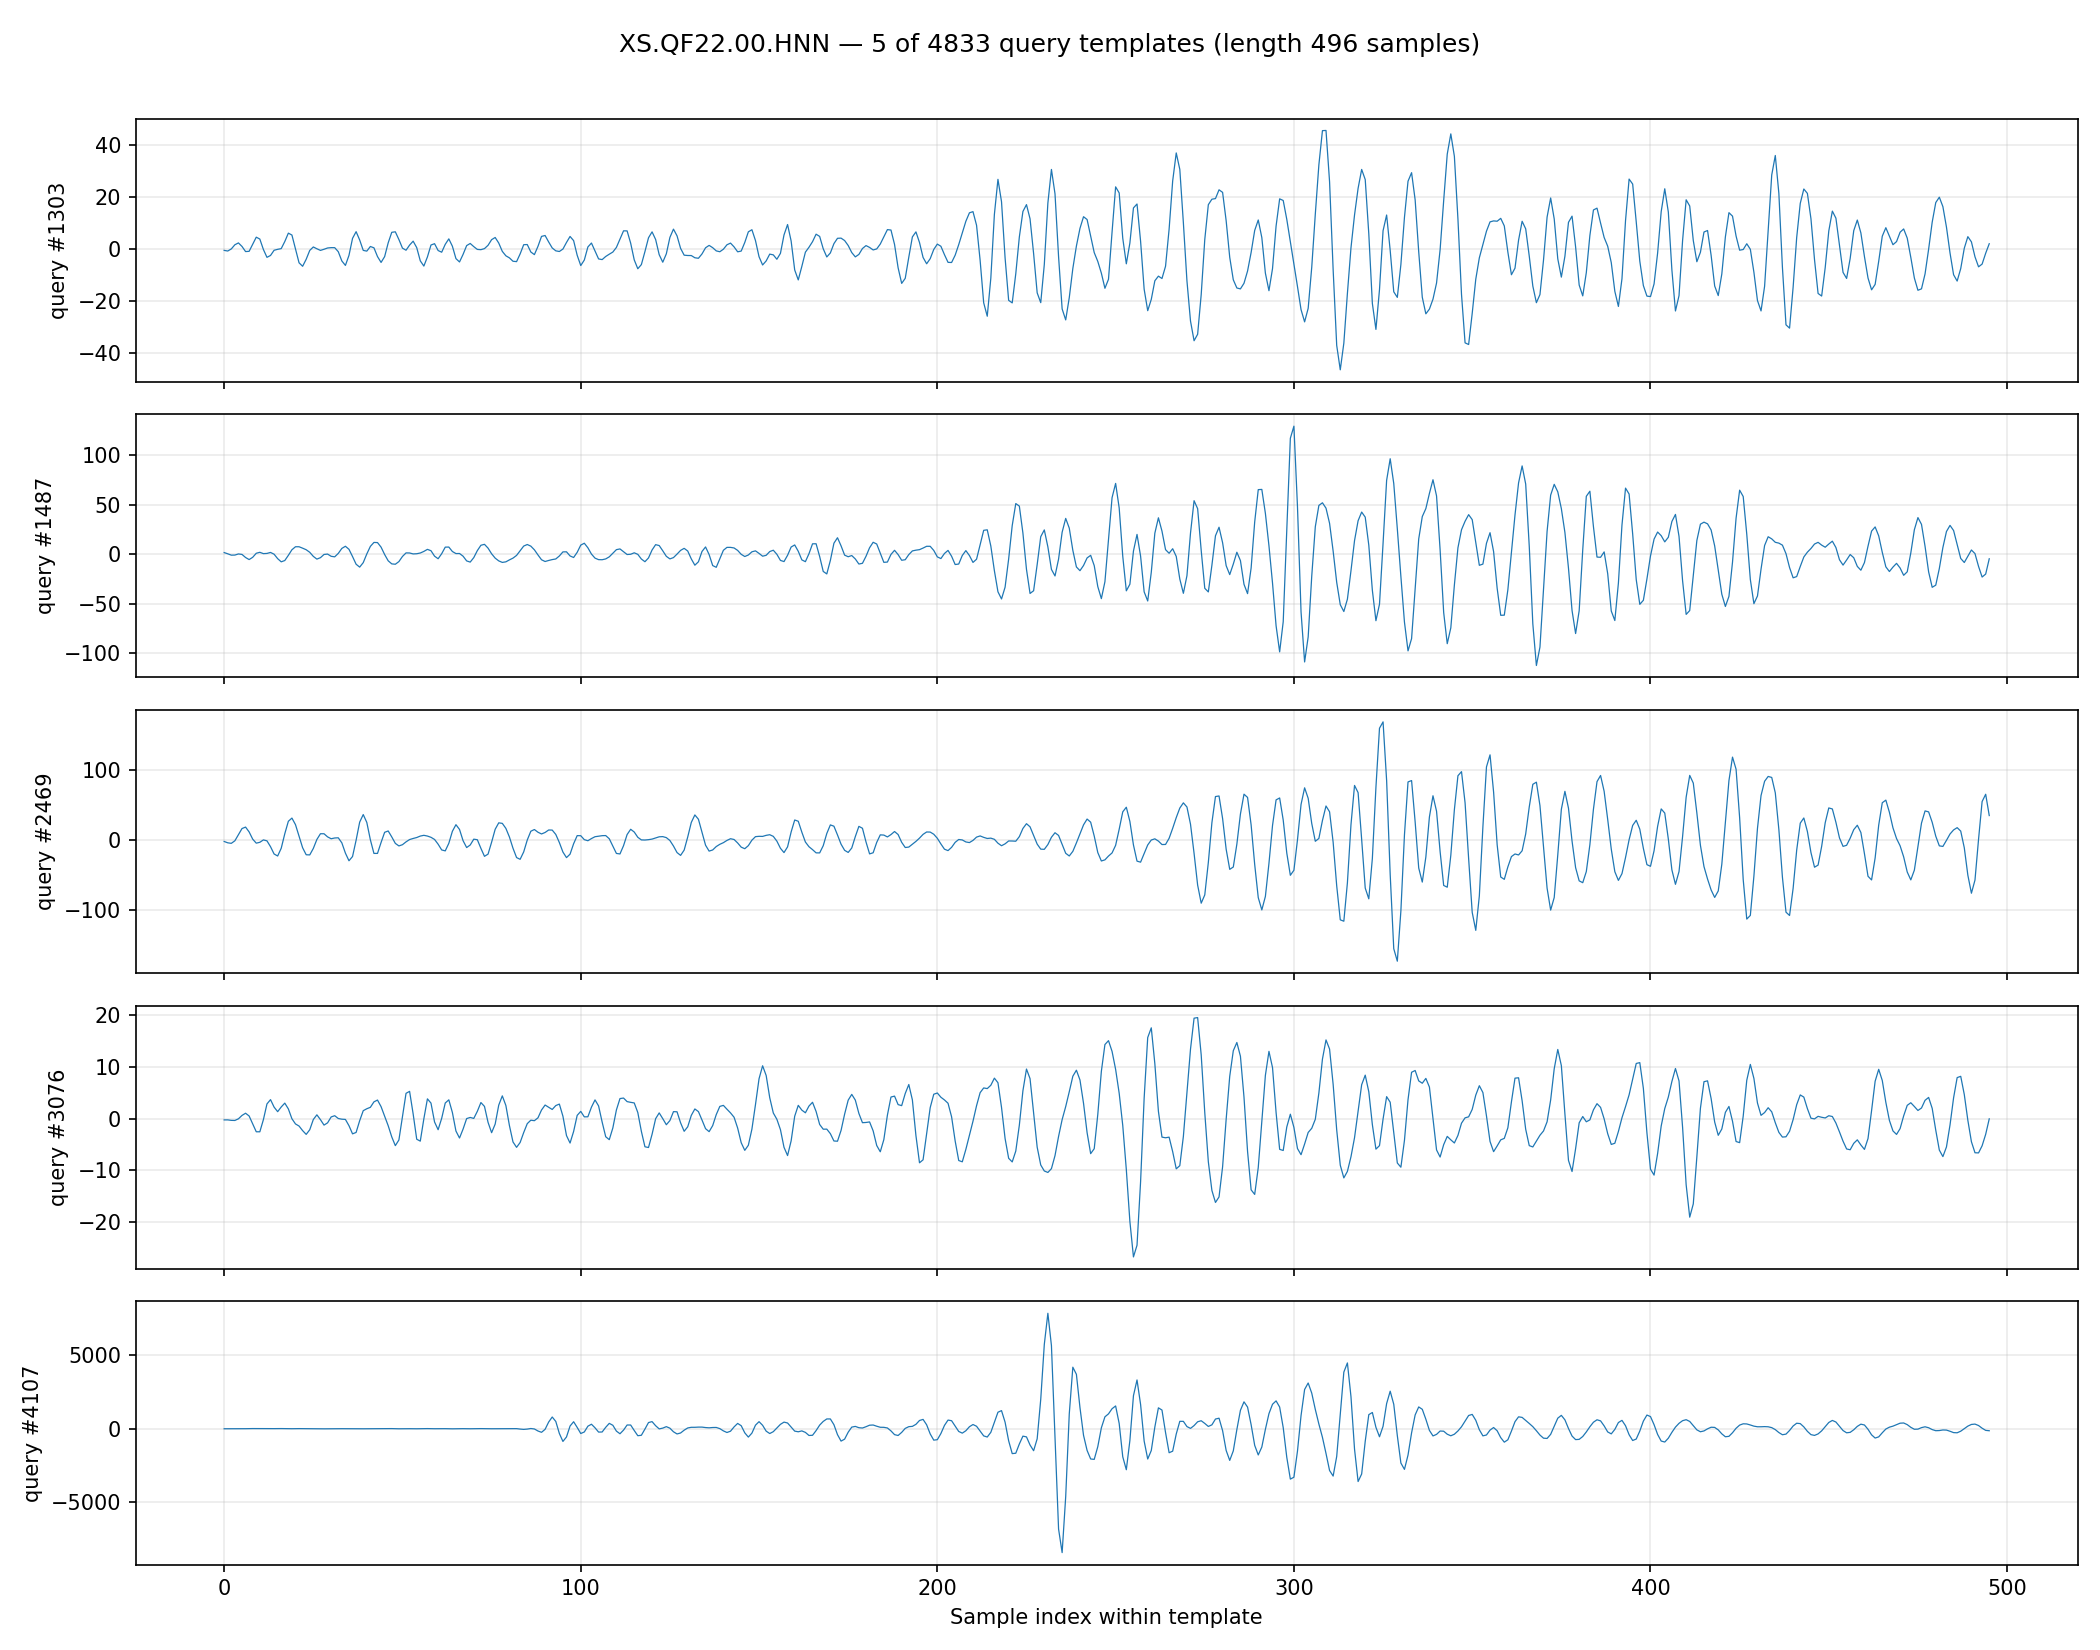 XS.QF22.00.HNN — 5 of 4833 query templates (length 496 samples)
40
20
0
−20
−40
query #1303
100
50
0
−50
−100
query #1487
100
0
−100
query #2469
20
10
0
−10
−20
query #3076
5000
0
−5000
query #4107
0 100 200 300 400 500
Sample index within template